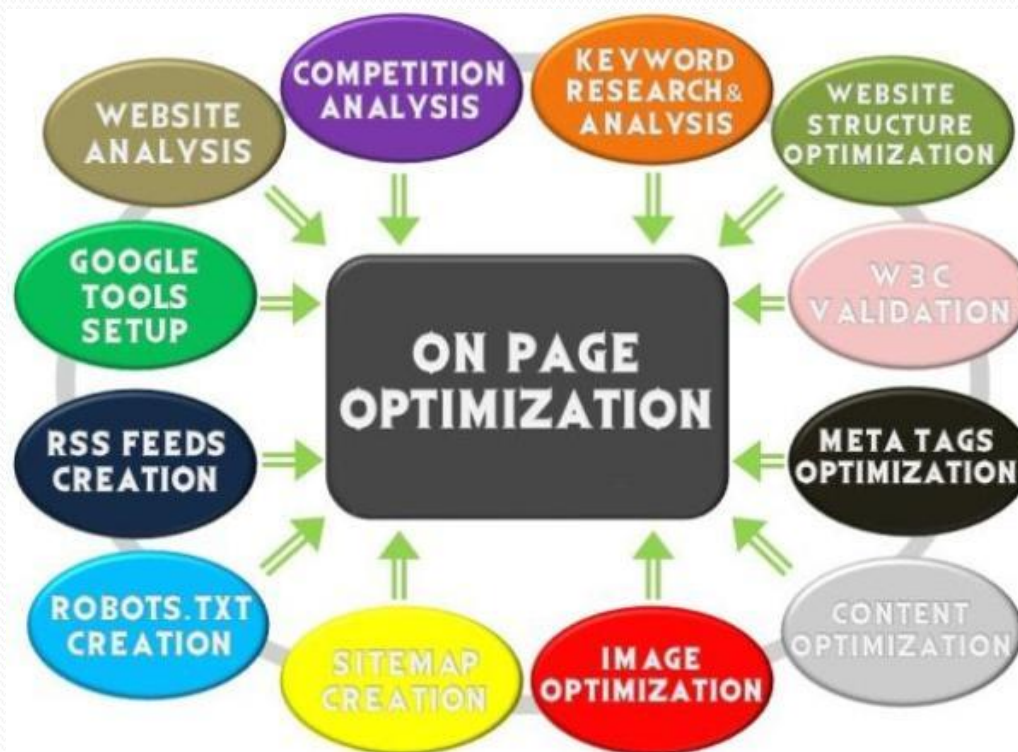 COMPETITION
ANALYSIS
KEYWORD
RESEARCH &
ANALYSIS
WEBSITE
ANALYSIS
WEBSITE
STRUCTURE
OPTIMIZATION
GOOGLE
TOOLS
SETUP
W3C
VALIDATION
ON PAGE
OPTIMIZATION
RSS FEEDS
CREATION
META TAGS
OPTIMIZATION
ROBOTS.TXT
CREATION
SITEMAP
CREATION
IMAGE
OPTIMIZATION
CONTENT
OPTIMIZATION